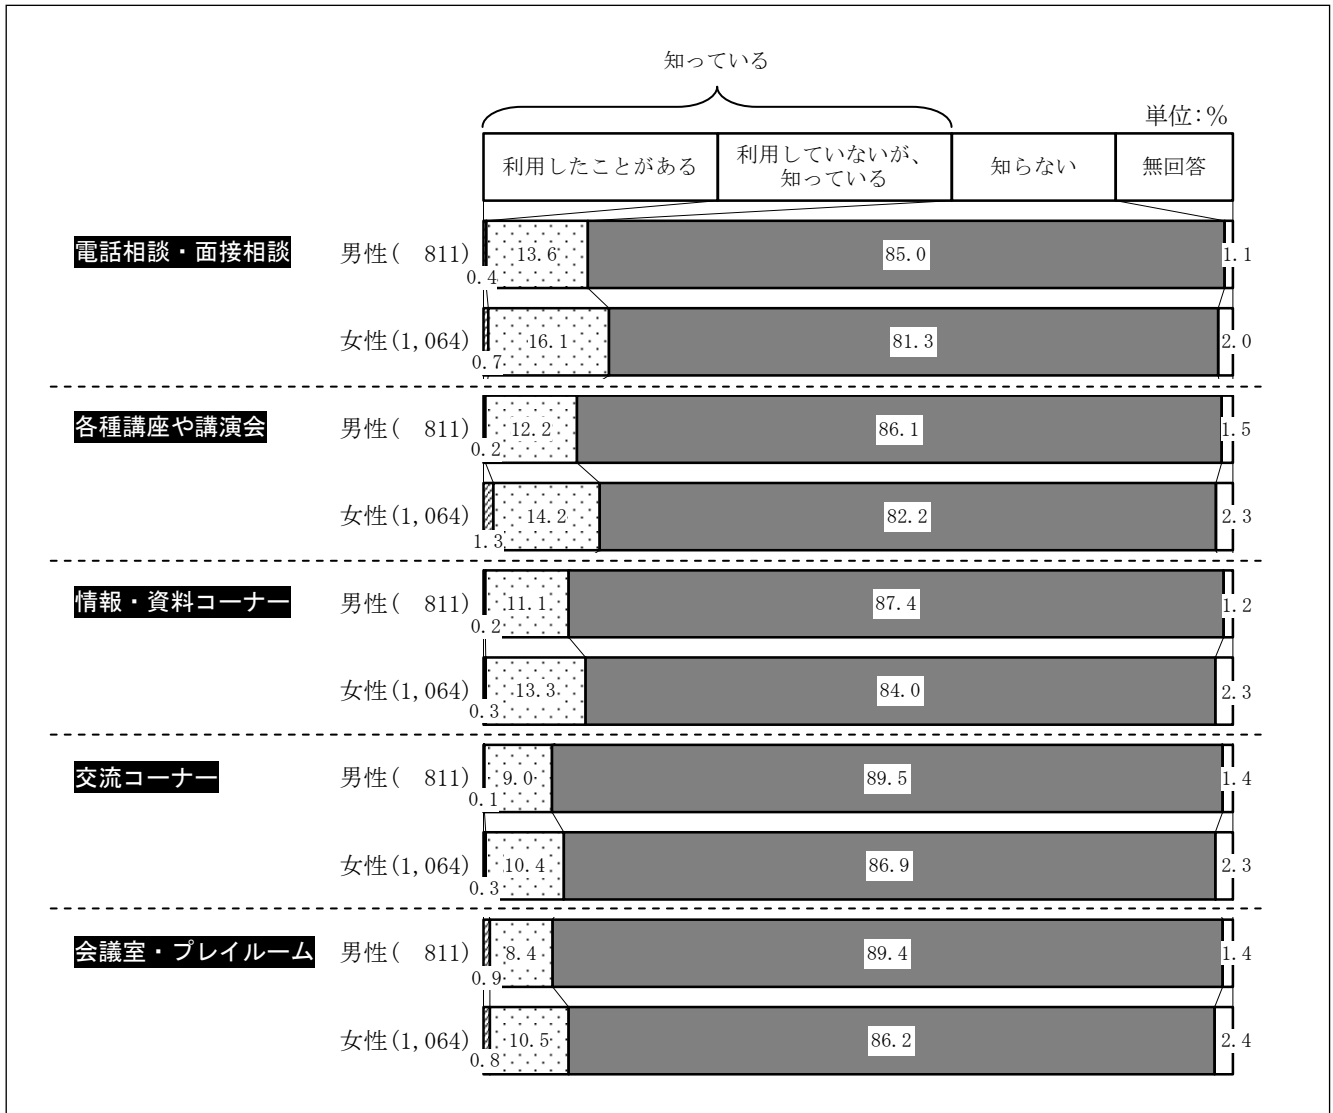 知っている
単位：％
利用したことがある
利用していないが、
知っている
知らない
無回答
電話相談・面接相談
男性(　811)
0.4
13.6
85.0
1.1
女性(1,064)
0.7
16.1
81.3
2.0
各種講座や講演会
男性(　811)
0.2
12.2
86.1
1.5
女性(1,064)
1.3
14.2
82.2
2.3
情報・資料コーナー
男性(　811)
0.2
11.1
87.4
1.2
女性(1,064)
0.3
13.3
84.0
2.3
交流コーナー
男性(　811)
0.1
9.0
89.5
1.4
女性(1,064)
0.3
10.4
86.9
2.3
会議室・プレイルーム
男性(　811)
0.9
8.4
89.4
1.4
女性(1,064)
0.8
10.5
86.2
2.4